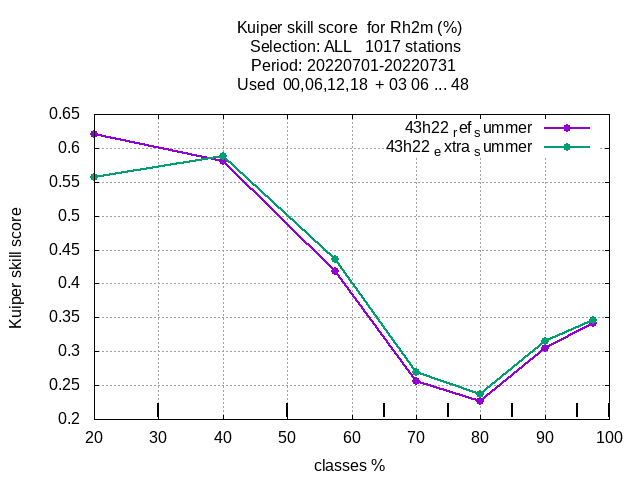 Kuiper skill score  for Rh2m (%)
Selection: ALL   1017 stations
Period: 20220701-20220731
Used  00,06,12,18  + 03 06 ... 48
43h22 ref summer
43h22 extra summer
0.65
0.6
0.55
0.5
0.45
0.4
0.35
0.3
0.25
0.2
Kuiper skill score
20 30 40 50 60 70 80 90 100
classes %